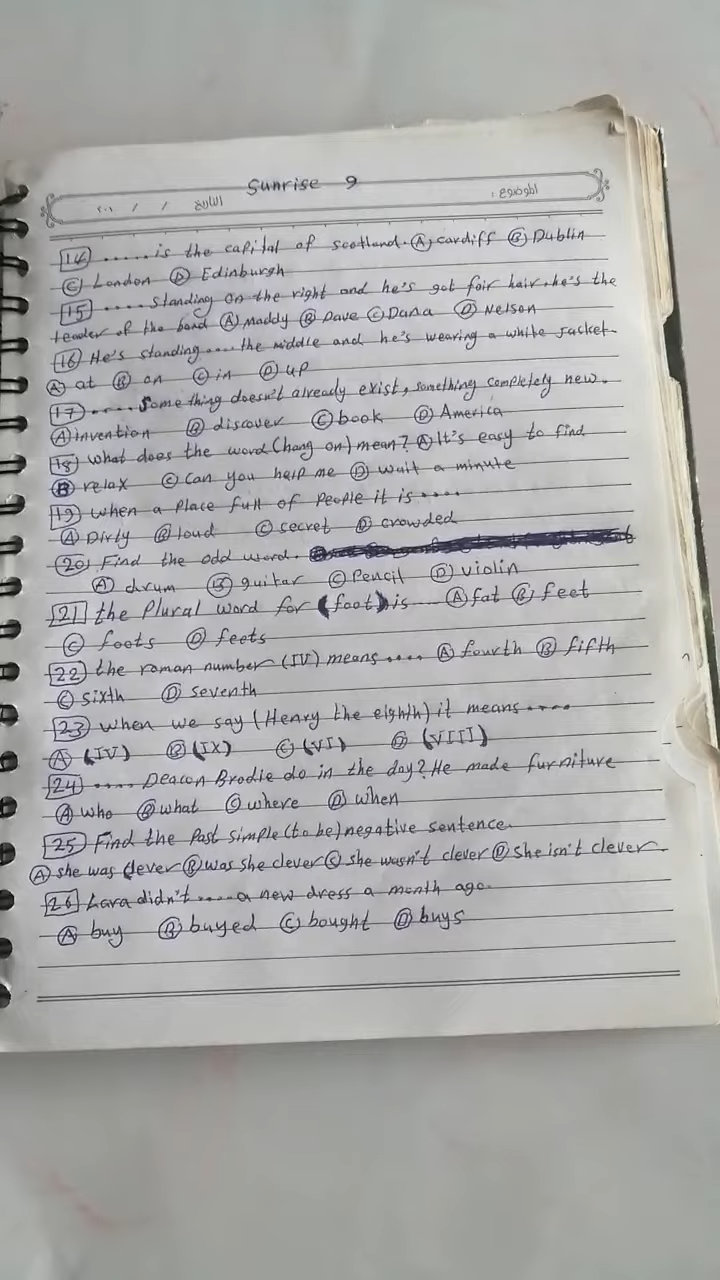 Sunrise 9
الموضوع : التاريخ / / ٢٠١
14 ...... is the capital of scotland. A) cardiff B) Dublin
C) London D) Edinburgh
15 ..... standing on the right and he's got fair hair. he's the
leader of the band A) Maddy B) Dave C) Dana D) Nelson
16) He's standing .... the middle and he's wearing a white jacket-
A) at B) on C) in D) up
17 ..... Some thing doesn't already exist, something completely new.
A) invention B) discover C) book D) America
18) what does the word (hang on) mean? A) It's easy to find
B) relax C) can you help me D) wait a minute
19) when a place full of people it is ....
A) Dirty B) loud C) secret D) crowded
20) Find the odd word.
A) drum B) guitar C) Pencil D) violin
21 the Plural word for (foot) is ... A) fat B) feet
C) foots D) feets
22) the roman number (IV) means .... A) fourth B) fifth
C) sixth D) seventh
23) when we say (Henry the eighth) it means .....
A) (IV) B) (IX) C) (VI) D) (VIII)
24 .... Deacon Brodie do in the day? He made furniture
A) who B) what C) where D) when
25) Find the Past simple (to be) negative sentence.
A) she was clever B) was she clever C) she wasn't clever D) she isn't clever.
26) Lara didn't .... a new dress a month ago.
A) buy B) buyed C) bought D) buys